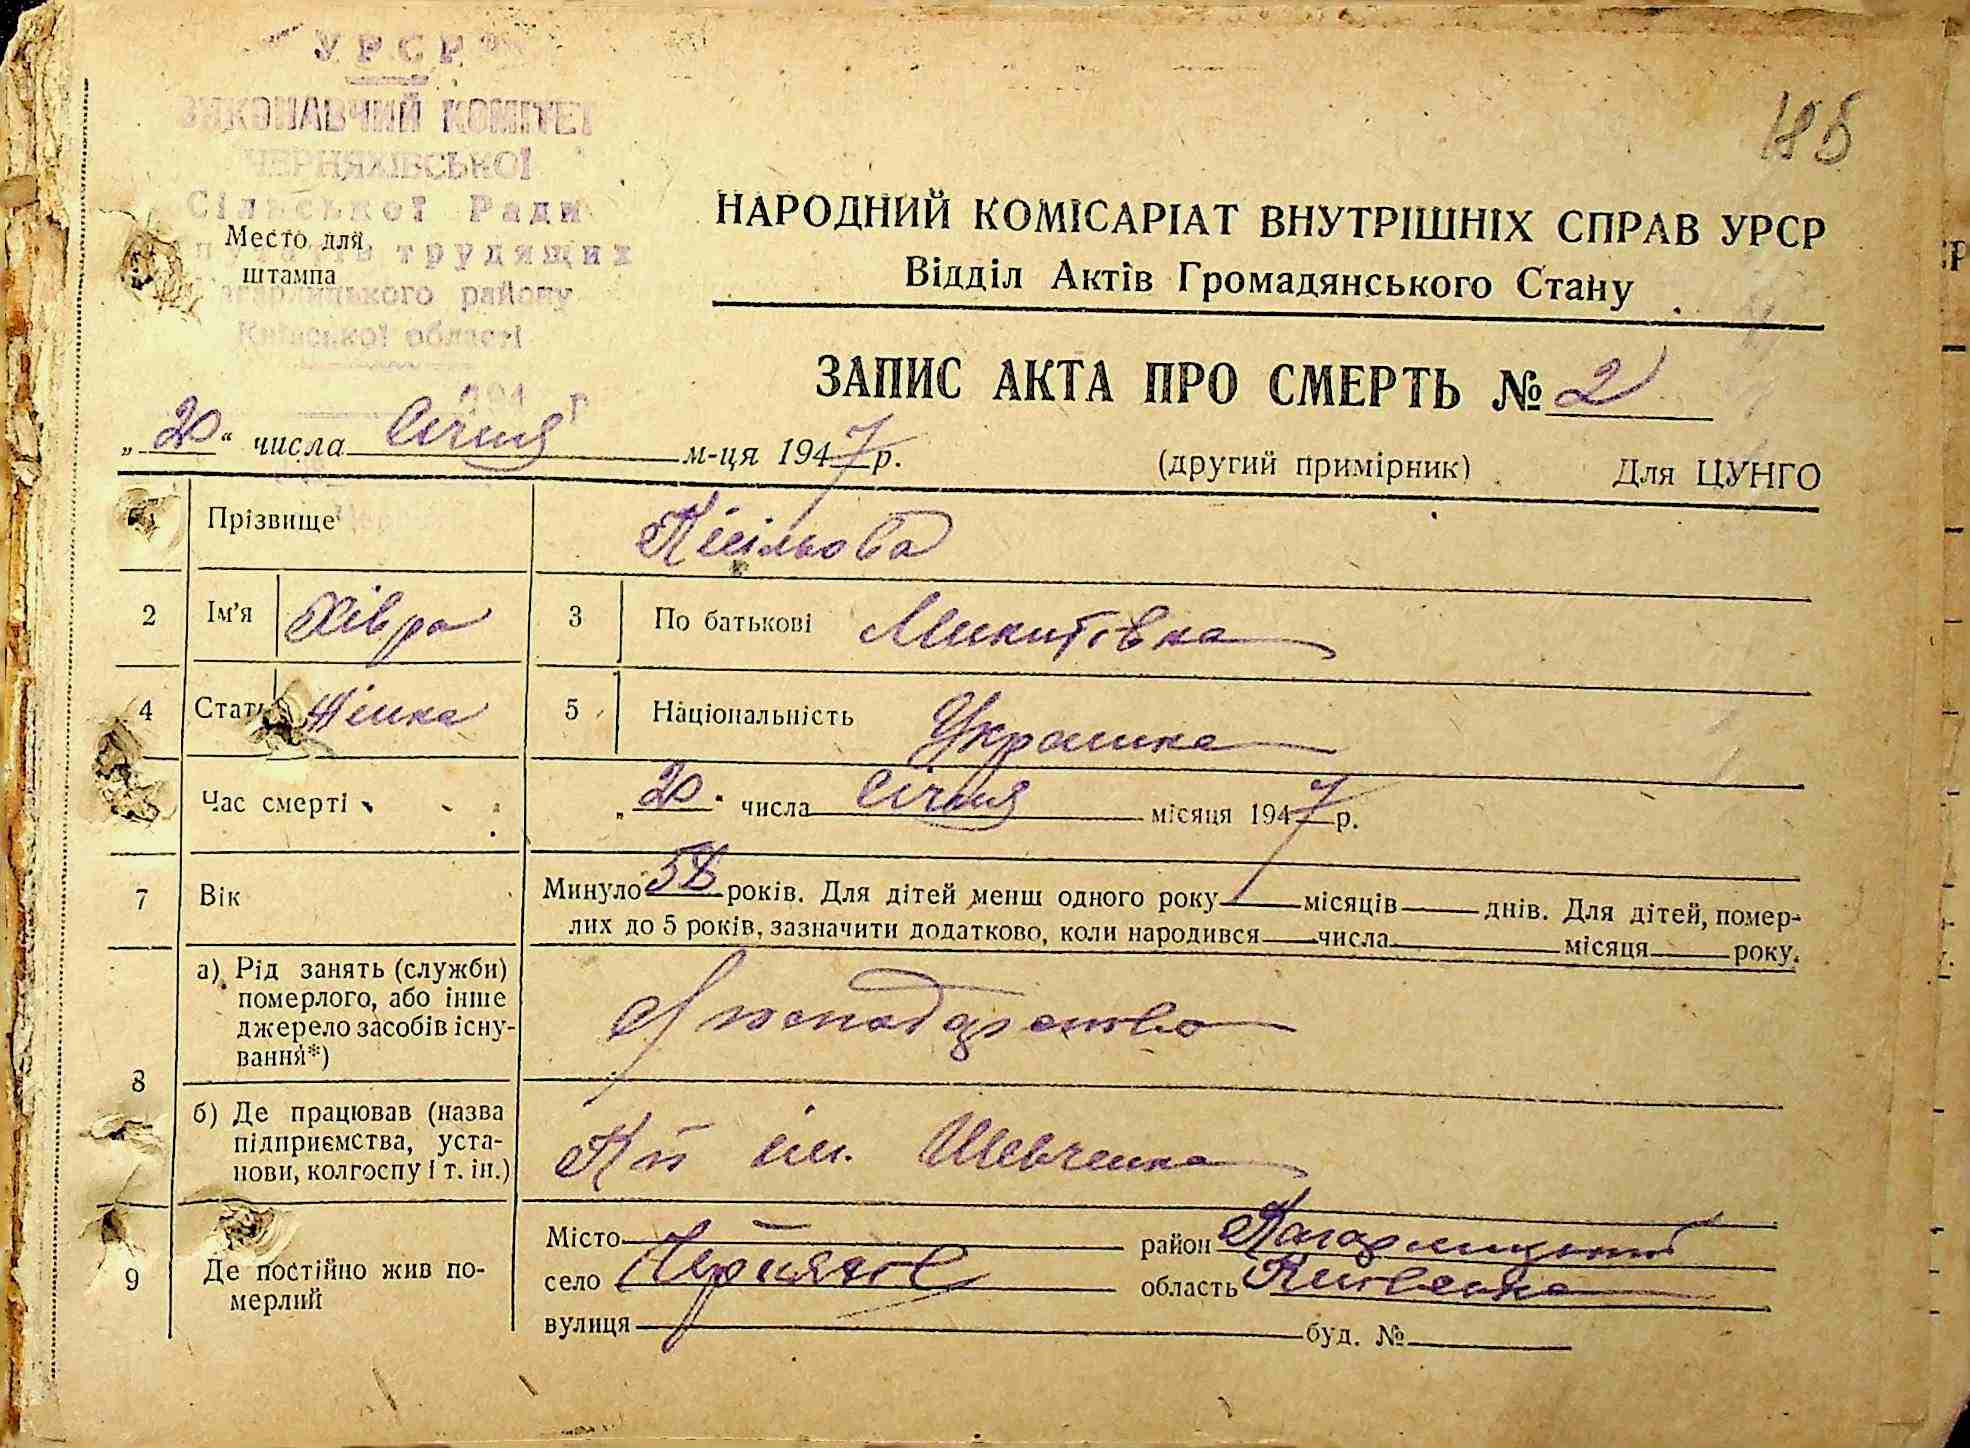 УРСР
ВИКОНАВЧИЙ КОМІТЕТ
ЧЕРНЯХІВСЬКОЇ
Сільської Ради
трудящих
району
Київської області
Место для
штампа
НАРОДНИЙ КОМІСАРІАТ ВНУТРІШНІХ СПРАВ УРСР
Відділ Актів Громадянського Стану
ЗАПИС АКТА ПРО СМЕРТЬ № 2
„20“ числа Січня м-ця 1947 р.
(другий примірник) Для ЦУНГО
Прізвище Кісільова
2 Ім'я Хівра 3 По батькові Микитівна
4 Стать Жінка 5 Національність Украинка
Час смерті „20“ числа Січня місяця 1947 р.
7 Вік Минуло 58 років. Для дітей менш одного року місяців днів. Для дітей, помер-
лих до 5 років, зазначити додатково, коли народився числа місяця року.
8 а) Рід занять (служби)
померлого, або інше
джерело засобів існу-
вання*)
б) Де працював (назва
підприємства, уста-
нови, колгоспу і т. ін.)
ім. Шевченка
9 Де постійно жив по-
мерлий
Місто район Кагарлицький
село Черняхів область Київська
вулиця буд. №